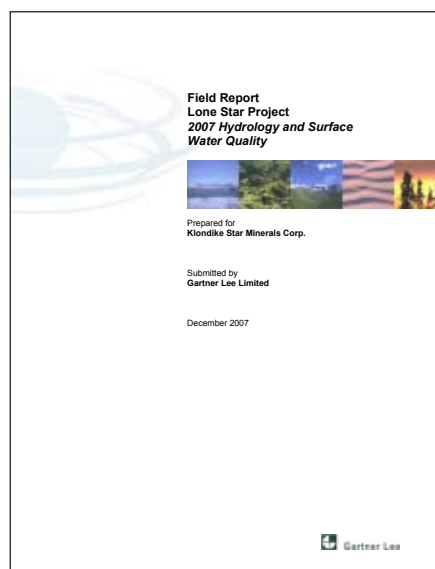 Field Report
Lone Star Project
2007 Hydrology and Surface
Water Quality
Prepared for
Klondike Star Minerals Corp.
Submitted by
Gartner Lee Limited
December 2007
Gartner Lee